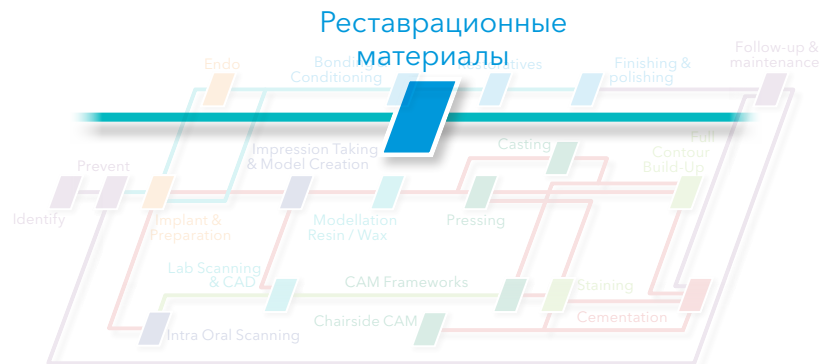 Реставрационные
материалы
Endo
Bonding &
Conditioning
Restoratives
Finishing &
polishing
Follow-up &
maintenance
Impression Taking
& Model Creation
Casting
Full
Contour
Build-Up
Prevent
Identify
Implant &
Preparation
Modellation
Resin / Wax
Pressing
Lab Scanning
& CAD
CAM Frameworks
Staining
Cementation
Chairside CAM
Intra Oral Scanning